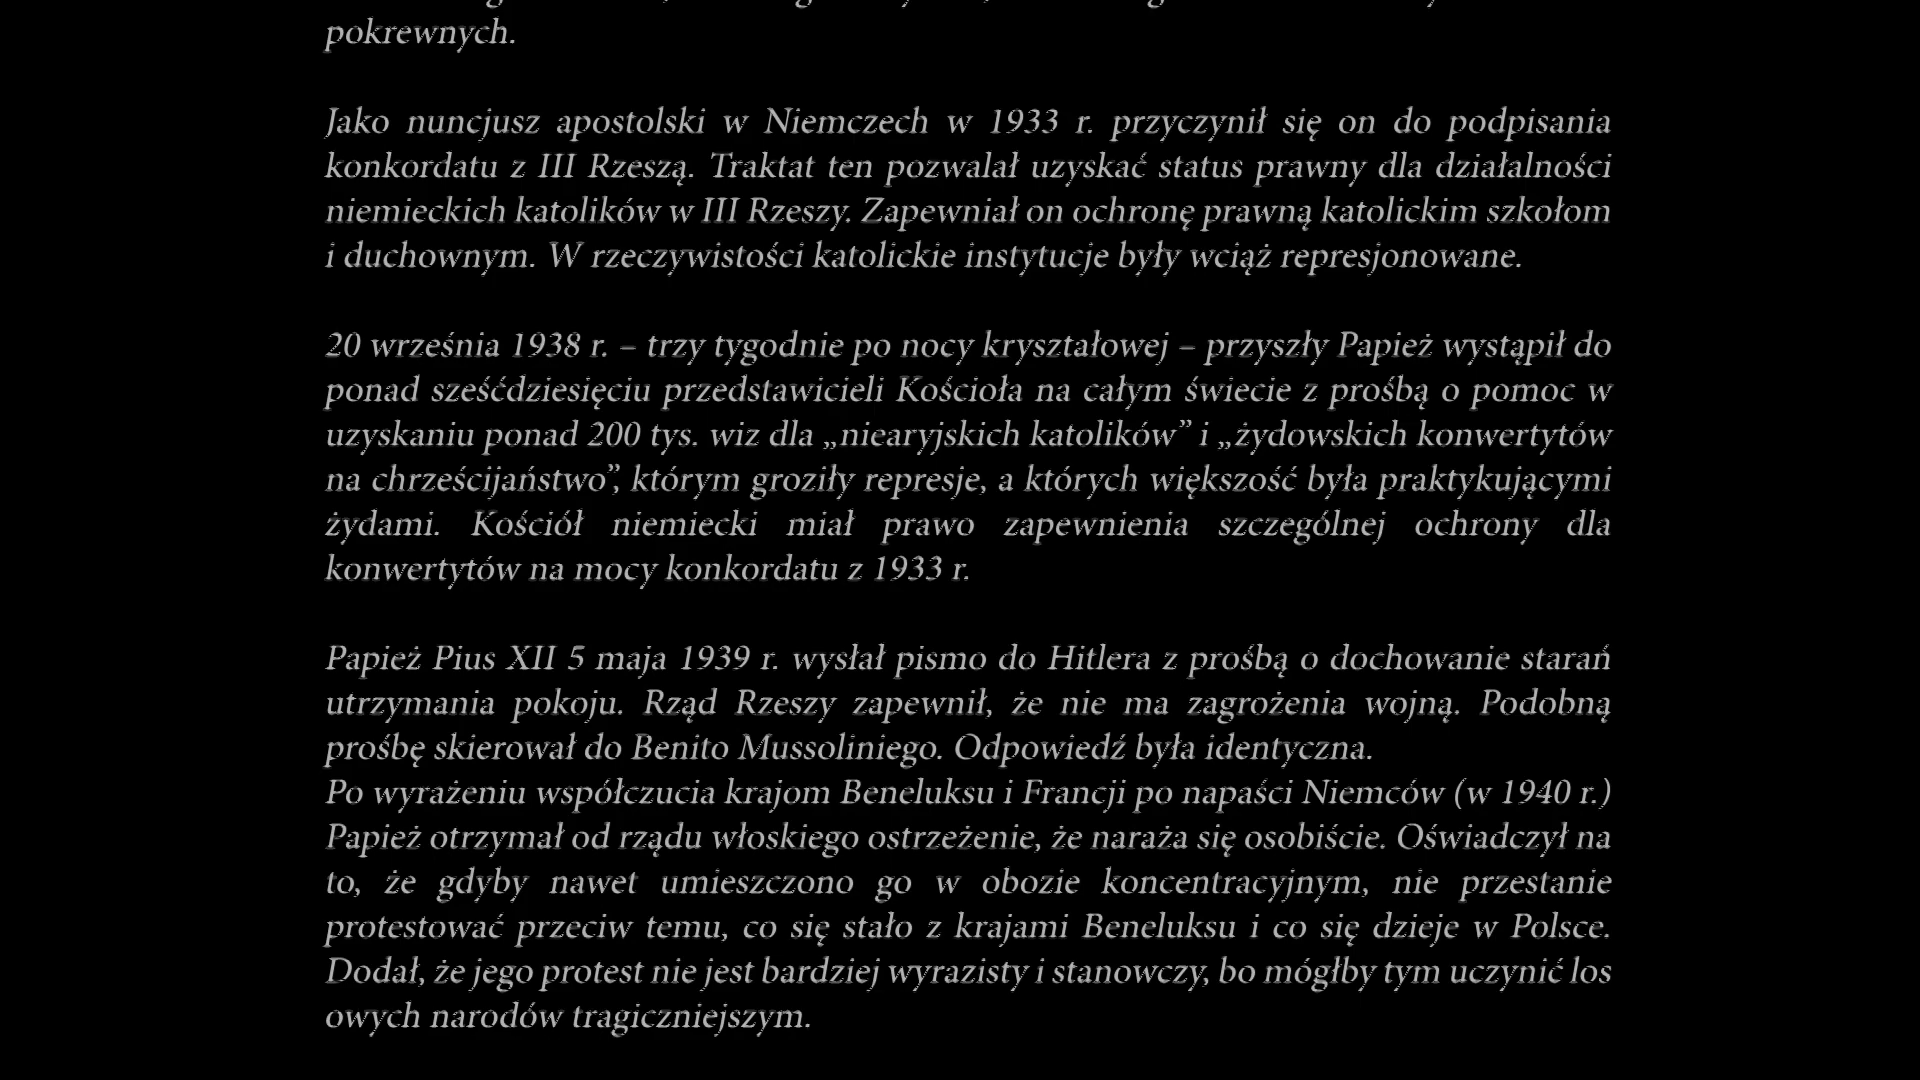 pokrewnych.
Jako nuncjusz apostolski w Niemczech w 1933 r. przyczynił się on do podpisania
konkordatu z III Rzeszą. Traktat ten pozwalał uzyskać status prawny dla działalności
niemieckich katolików w III Rzeszy. Zapewniał on ochronę prawną katolickim szkołom
i duchownym. W rzeczywistości katolickie instytucje były wciąż represjonowane.
20 września 1938 r. – trzy tygodnie po nocy kryształowej – przyszły Papież wystąpił do
ponad sześćdziesięciu przedstawicieli Kościoła na całym świecie z prośbą o pomoc w
uzyskaniu ponad 200 tys. wiz dla „niearyjskich katolików” i „żydowskich konwertytów
na chrześcijaństwo”, którym groziły represje, a których większość była praktykującymi
żydami. Kościół niemiecki miał prawo zapewnienia szczególnej ochrony dla
konwertytów na mocy konkordatu z 1933 r.
Papież Pius XII 5 maja 1939 r. wysłał pismo do Hitlera z prośbą o dochowanie starań
utrzymania pokoju. Rząd Rzeszy zapewnił, że nie ma zagrożenia wojną. Podobną
prośbę skierował do Benito Mussoliniego. Odpowiedź była identyczna.
Po wyrażeniu współczucia krajom Beneluksu i Francji po napaści Niemców (w 1940 r.)
Papież otrzymał od rządu włoskiego ostrzeżenie, że naraża się osobiście. Oświadczył na
to, że gdyby nawet umieszczono go w obozie koncentracyjnym, nie przestanie
protestować przeciw temu, co się stało z krajami Beneluksu i co się dzieje w Polsce.
Dodał, że jego protest nie jest bardziej wyrazisty i stanowczy, bo mógłby tym uczynić los
owych narodów tragiczniejszym.